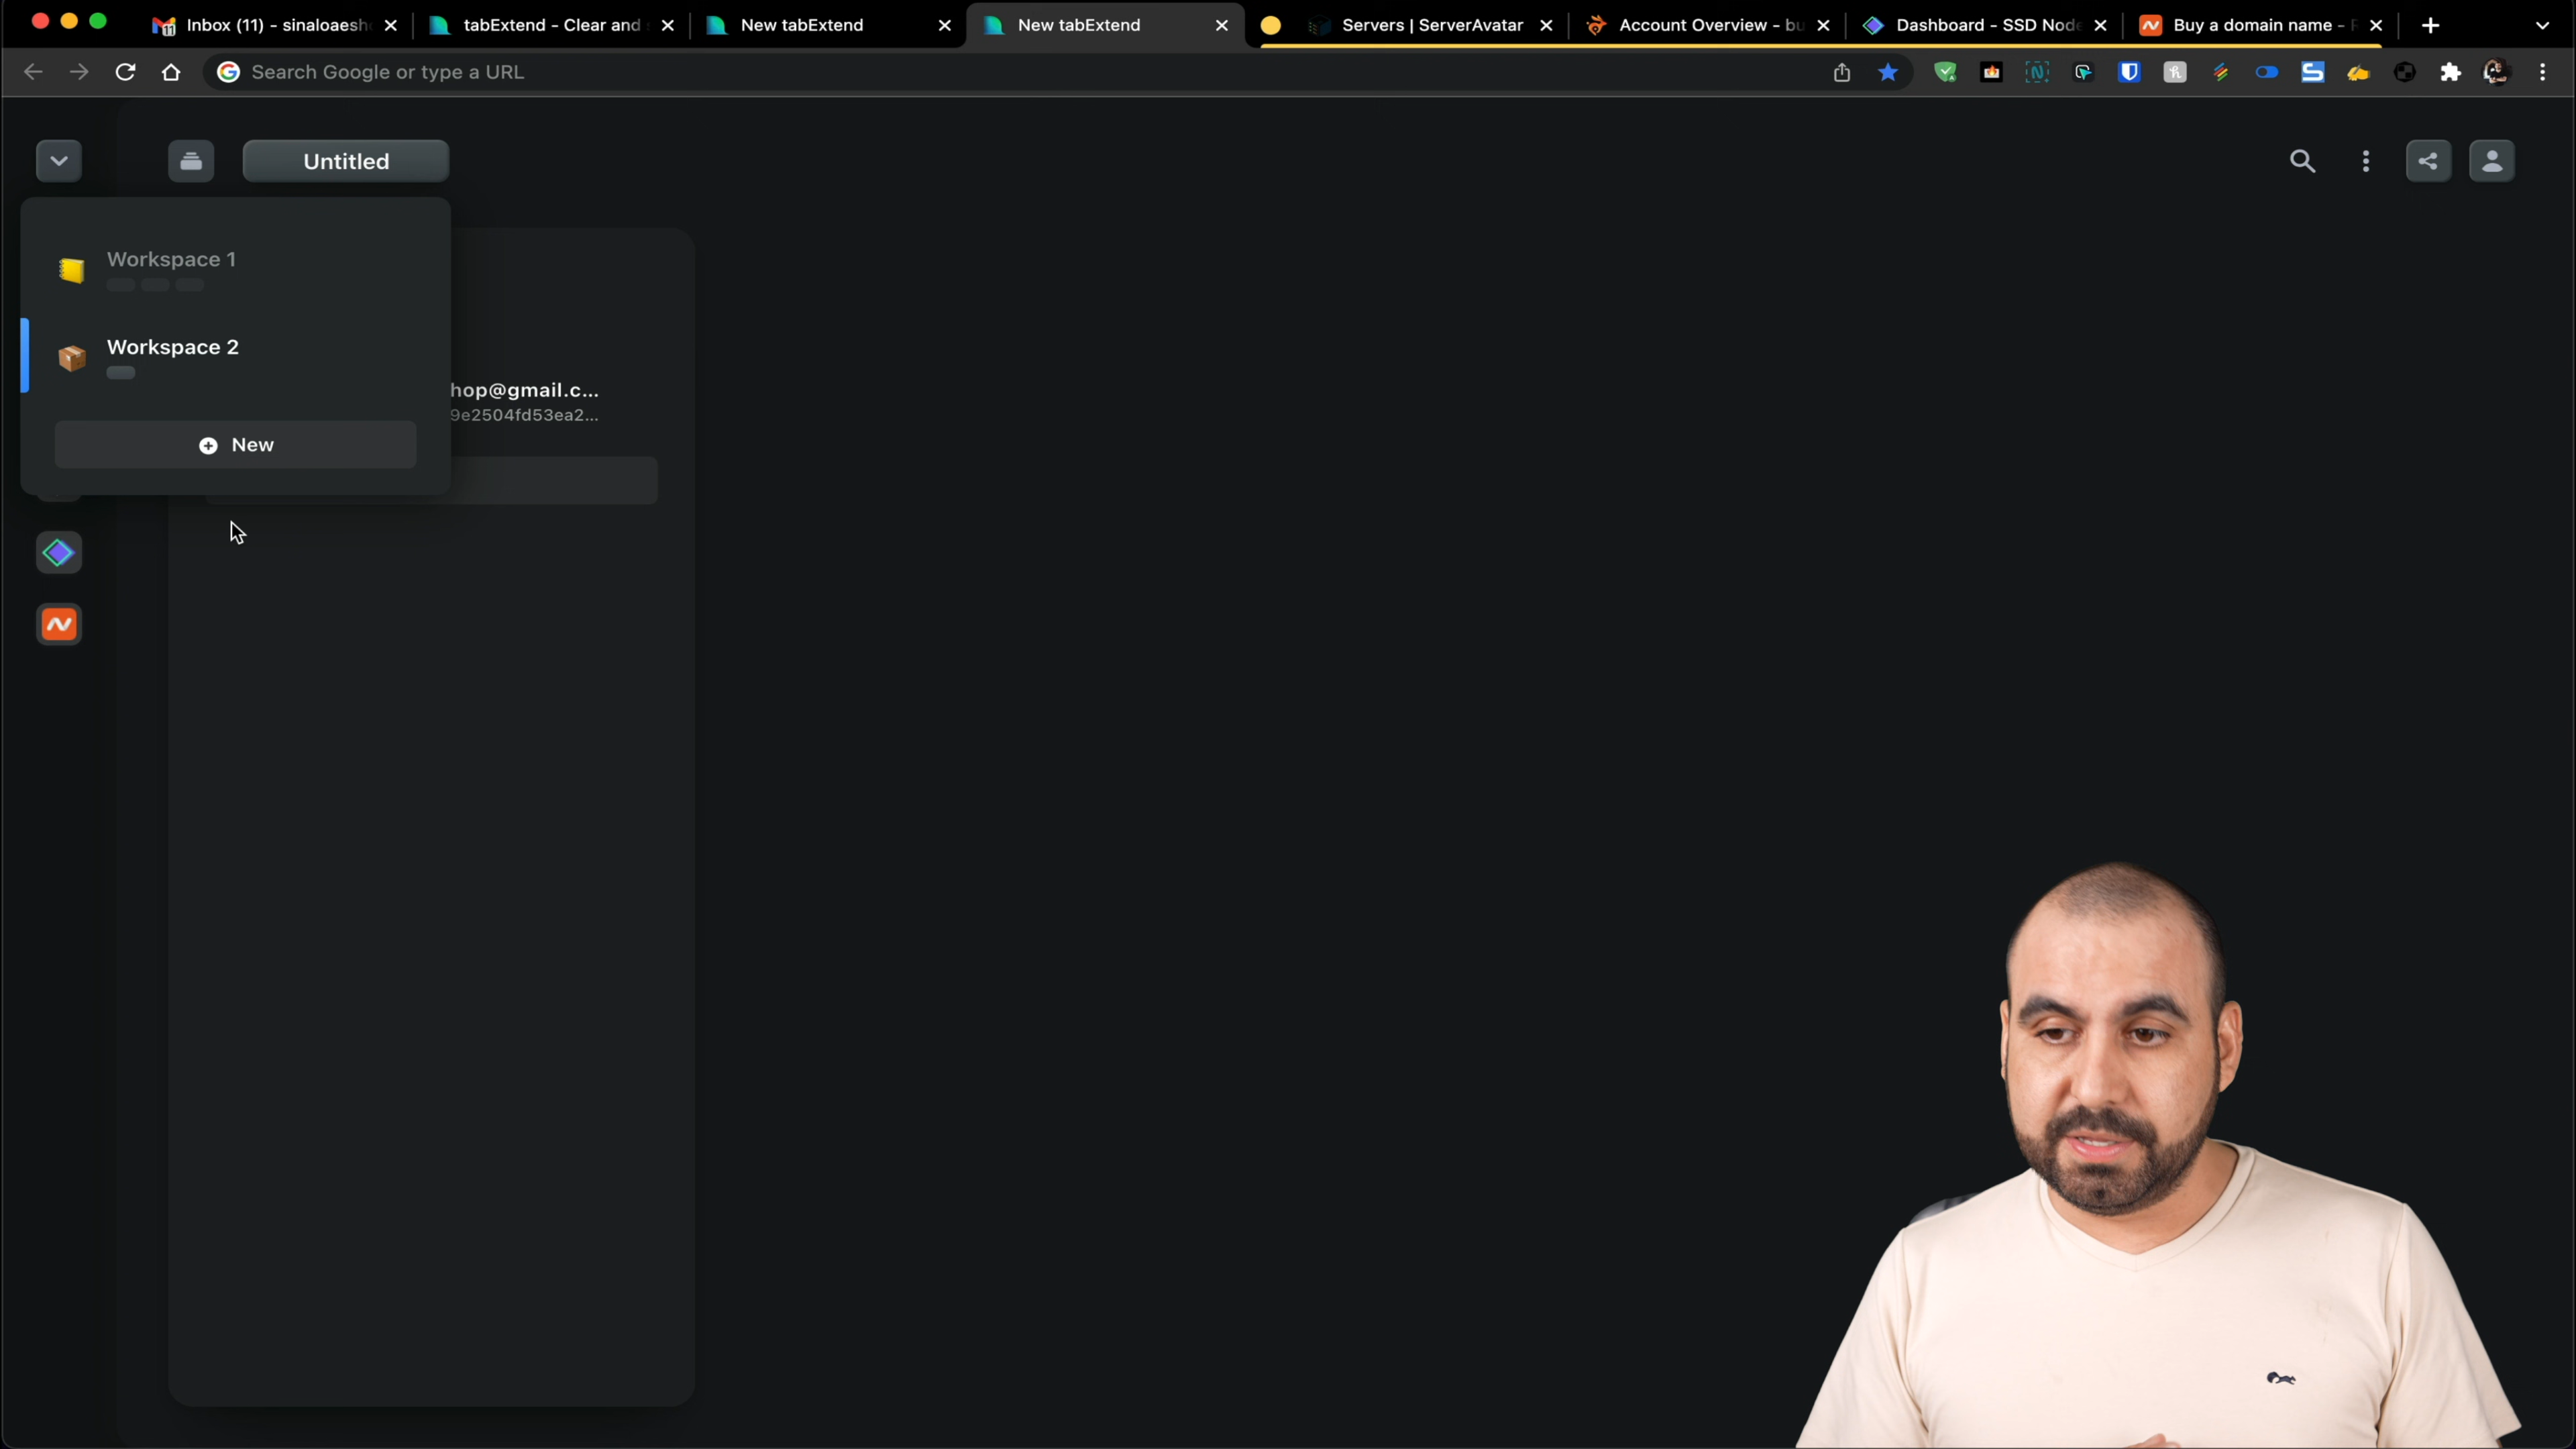 Inbox (11) - sinaloaesh
tabExtend - Clear and
New tabExtend
New tabExtend
Servers | ServerAvatar
Account Overview - bu
Dashboard - SSD Node
Buy a domain name -
Search Google or type a URL
Untitled
Workspace 1
Workspace 2
hop@gmail.c...
9e2504fd53ea2...
New